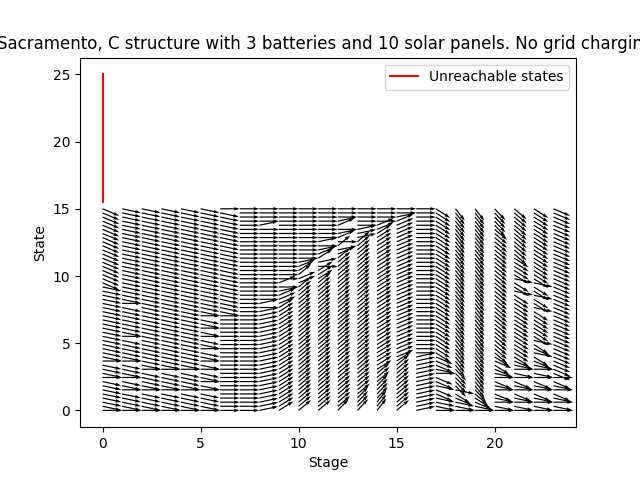 Sacramento, C structure with 3 batteries and 10 solar panels. No grid chargin
Unreachable states
25
20
15
10
5
0
State
0 5 10 15 20
Stage